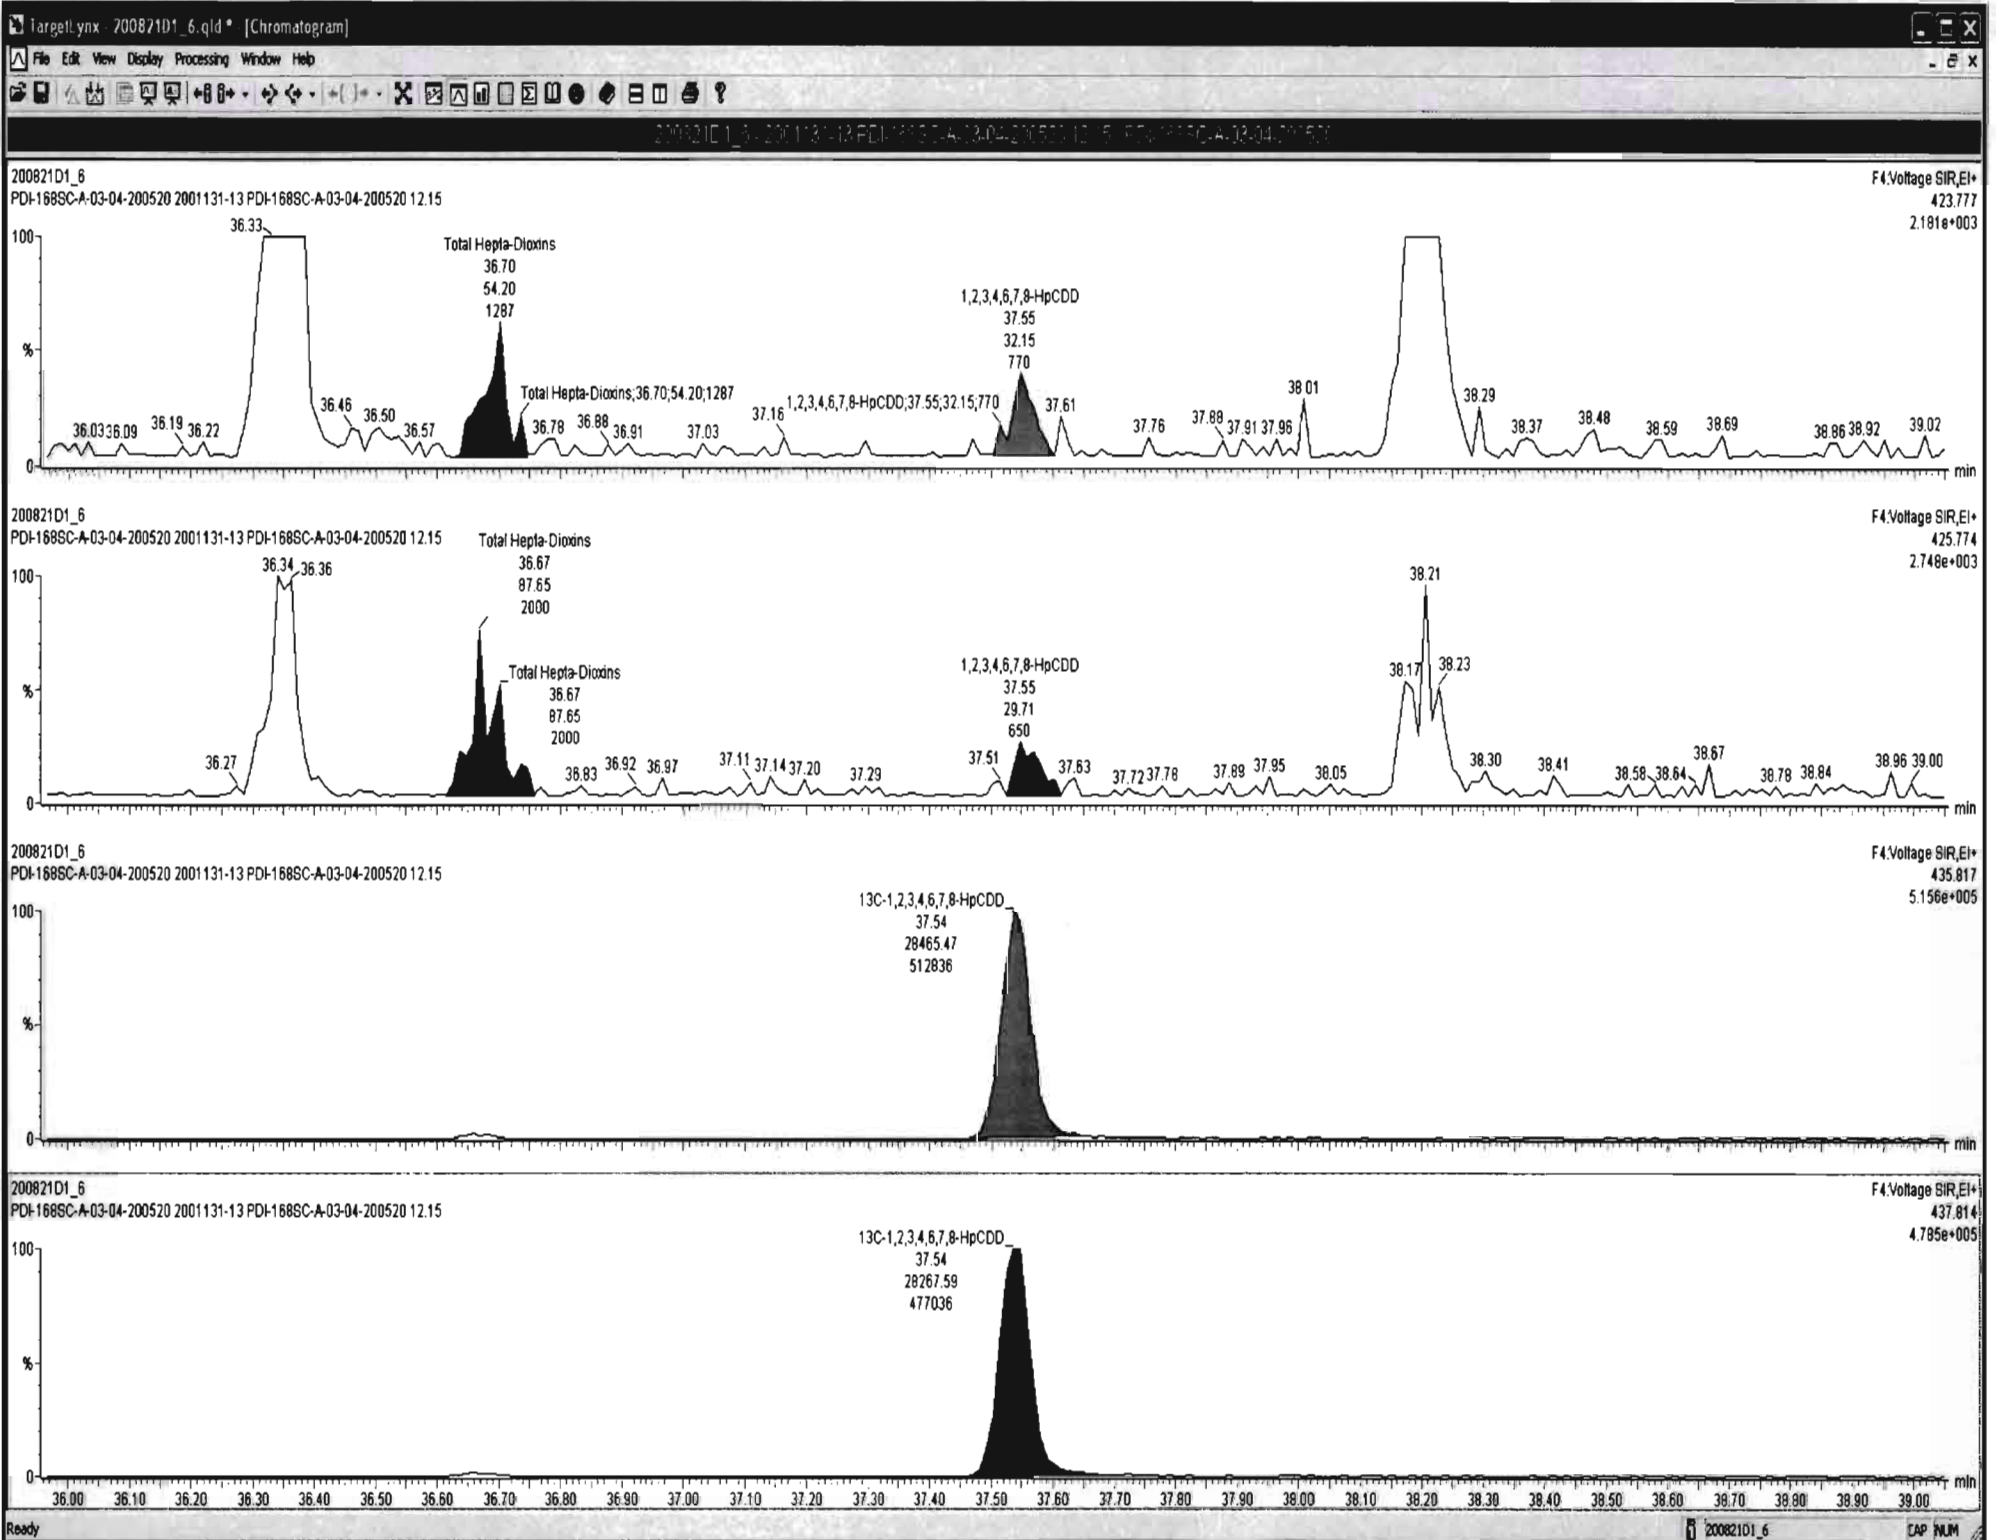 TargetLynx - 200821D1_6.qld * - [Chromatogram]
File Edit View Display Processing Window Help
200821D1_6
PDI-168SC-A-03-04-200520 2001131-13 PDI-168SC-A-03-04-200520 12.15
F4:Voltage SIR,EI+
423.777
2.181e+003
100
%
0
36.33
Total Hepta-Dioxins
36.70
54.20
1287
Total Hepta-Dioxins;36.70;54.20;1287
1,2,3,4,6,7,8-HpCDD
37.55
32.15
770
1,2,3,4,6,7,8-HpCDD;37.55;32.15;770
36.03 36.09 36.19 36.22 36.46 36.50 36.57 36.78 36.88 36.91 37.03 37.16 37.61 37.76 37.88 37.91 37.96 38.01 38.29 38.37 38.48 38.59 38.69 38.86 38.92 39.02
min
200821D1_6
PDI-168SC-A-03-04-200520 2001131-13 PDI-168SC-A-03-04-200520 12.15
F4:Voltage SIR,EI+
425.774
2.748e+003
100
%
0
36.34 36.36
Total Hepta-Dioxins
36.67
87.65
2000
Total Hepta-Dioxins
36.67
87.65
2000
1,2,3,4,6,7,8-HpCDD
37.55
29.71
650
38.21
38.17 38.23
36.27 36.83 36.92 36.97 37.11 37.14 37.20 37.29 37.51 37.63 37.72 37.78 37.89 37.95 38.05 38.30 38.41 38.58 38.64 38.67 38.78 38.84 38.96 39.00
min
200821D1_6
PDI-168SC-A-03-04-200520 2001131-13 PDI-168SC-A-03-04-200520 12.15
F4:Voltage SIR,EI+
435.817
5.156e+005
100
%
0
13C-1,2,3,4,6,7,8-HpCDD
37.54
28465.47
512836
min
200821D1_6
PDI-168SC-A-03-04-200520 2001131-13 PDI-168SC-A-03-04-200520 12.15
F4:Voltage SIR,EI+
437.814
4.785e+005
100
%
0
13C-1,2,3,4,6,7,8-HpCDD
37.54
28267.59
477036
min
36.00 36.10 36.20 36.30 36.40 36.50 36.60 36.70 36.80 36.90 37.00 37.10 37.20 37.30 37.40 37.50 37.60 37.70 37.80 37.90 38.00 38.10 38.20 38.30 38.40 38.50 38.60 38.70 38.80 38.90 39.00
Ready
200821D1_6
CAP NUM